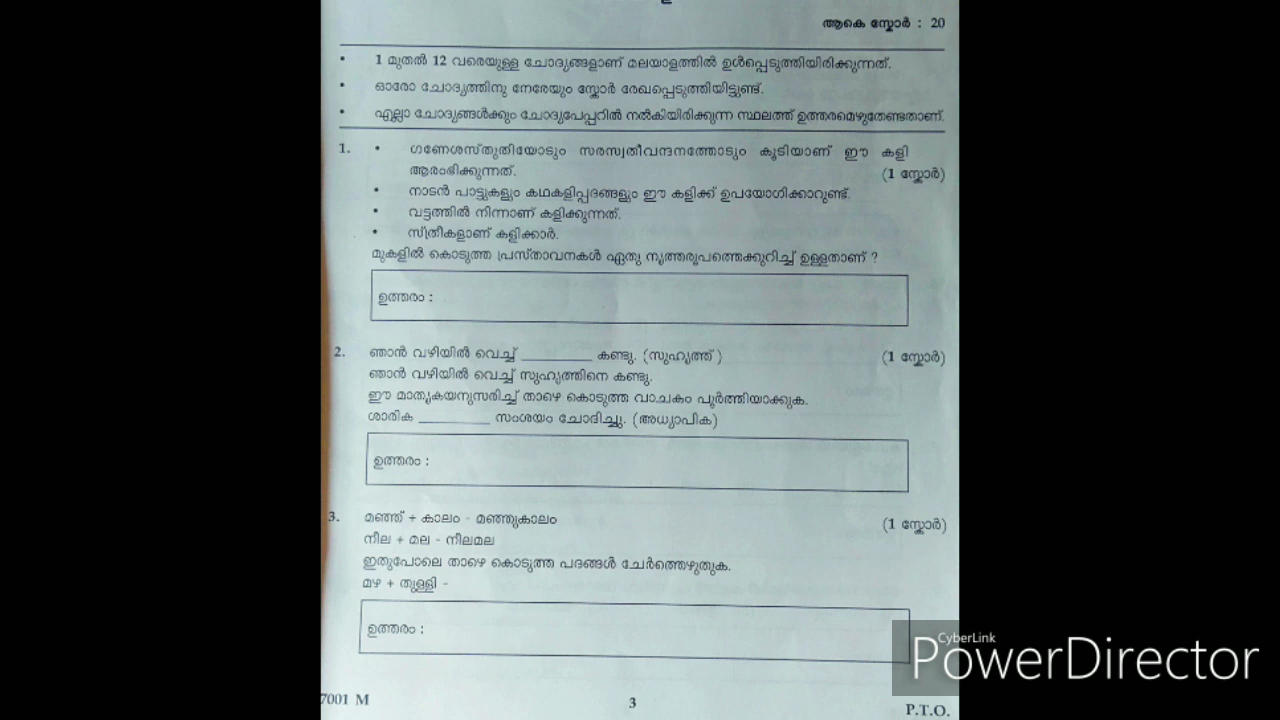 ആകെ സ്കോർ : 20
• 1 മുതൽ 12 വരെയുള്ള ചോദ്യങ്ങളാണ് മലയാളത്തിൽ ഉൾപ്പെടുത്തിയിരിക്കുന്നത്.
• ഓരോ ചോദ്യത്തിനു നേരേയും സ്കോർ രേഖപ്പെടുത്തിയിട്ടുണ്ട്.
• എല്ലാ ചോദ്യങ്ങൾക്കും ചോദ്യപേപ്പറിൽ നൽകിയിരിക്കുന്ന സ്ഥലത്ത് ഉത്തരമെഴുതേണ്ടതാണ്.
1. • ഗണേശസ്തുതിയോടും സരസ്വതീവന്ദനത്തോടും കൂടിയാണ് ഈ കളി
ആരംഭിക്കുന്നത്. (1 സ്കോർ)
• നാടൻ പാട്ടുകളും കഥകളിപ്പദങ്ങളും ഈ കളിക്ക് ഉപയോഗിക്കാറുണ്ട്.
• വട്ടത്തിൽ നിന്നാണ് കളിക്കുന്നത്.
• സ്ത്രീകളാണ് കളിക്കാർ.
മുകളിൽ കൊടുത്ത പ്രസ്താവനകൾ ഏതു നൃത്തരൂപത്തെക്കുറിച്ച് ഉള്ളതാണ് ?
ഉത്തരം :
2. ഞാൻ വഴിയിൽ വെച്ച് __________ കണ്ടു. (സുഹൃത്ത് ) (1 സ്കോർ)
ഞാൻ വഴിയിൽ വെച്ച് സുഹൃത്തിനെ കണ്ടു.
ഈ മാതൃകയനുസരിച്ച് താഴെ കൊടുത്ത വാചകം പൂർത്തിയാക്കുക.
ശാരിക __________ സംശയം ചോദിച്ചു. (അധ്യാപിക)
ഉത്തരം :
3. മഞ്ഞ് + കാലം - മഞ്ഞുകാലം (1 സ്കോർ)
നീല + മല - നീലമല
ഇതുപോലെ താഴെ കൊടുത്ത പദങ്ങൾ ചേർത്തെഴുതുക.
മഴ + തുള്ളി -
ഉത്തരം :
CyberLink
PowerDirector
7001 M 3 P.T.O.